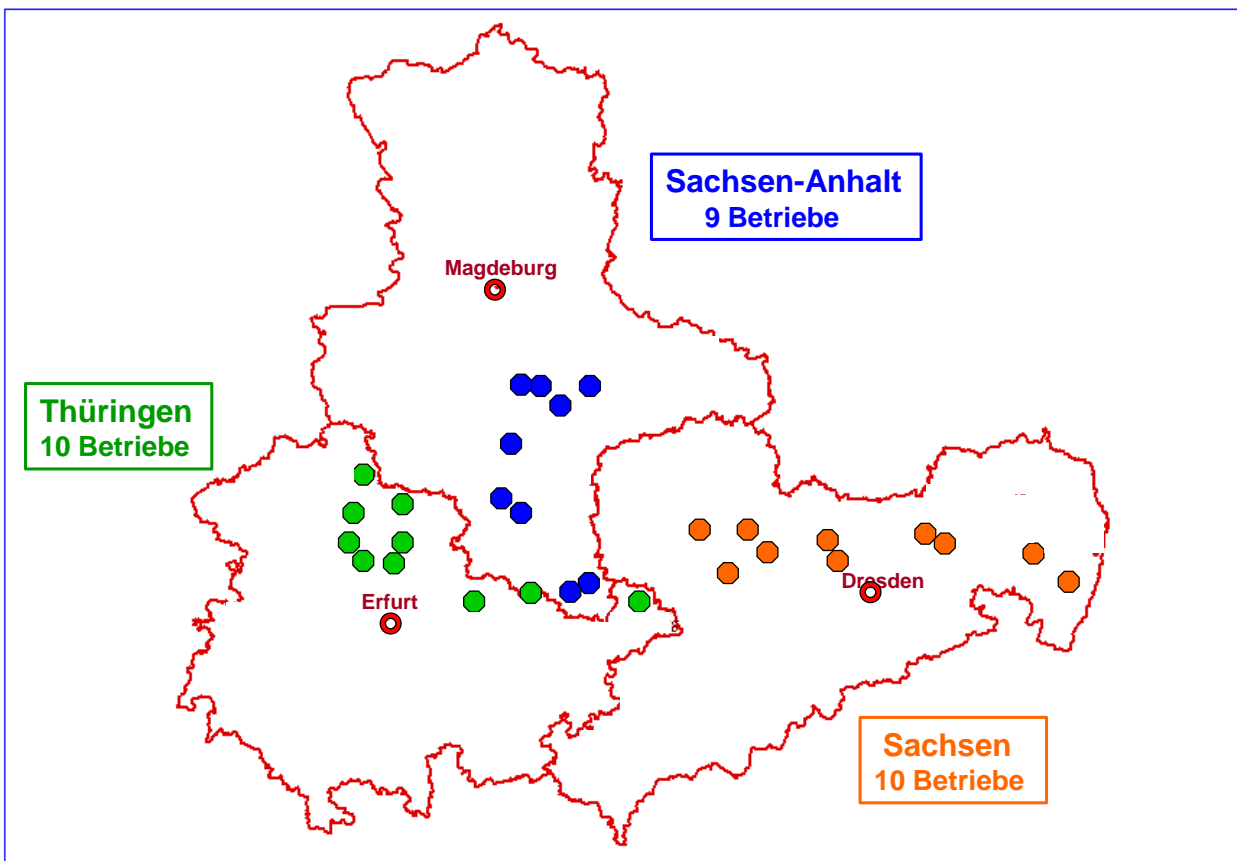 Sachsen-Anhalt
9 Betriebe
Magdeburg
Thüringen
10 Betriebe
Dresden
Erfurt
Sachsen
10 Betriebe